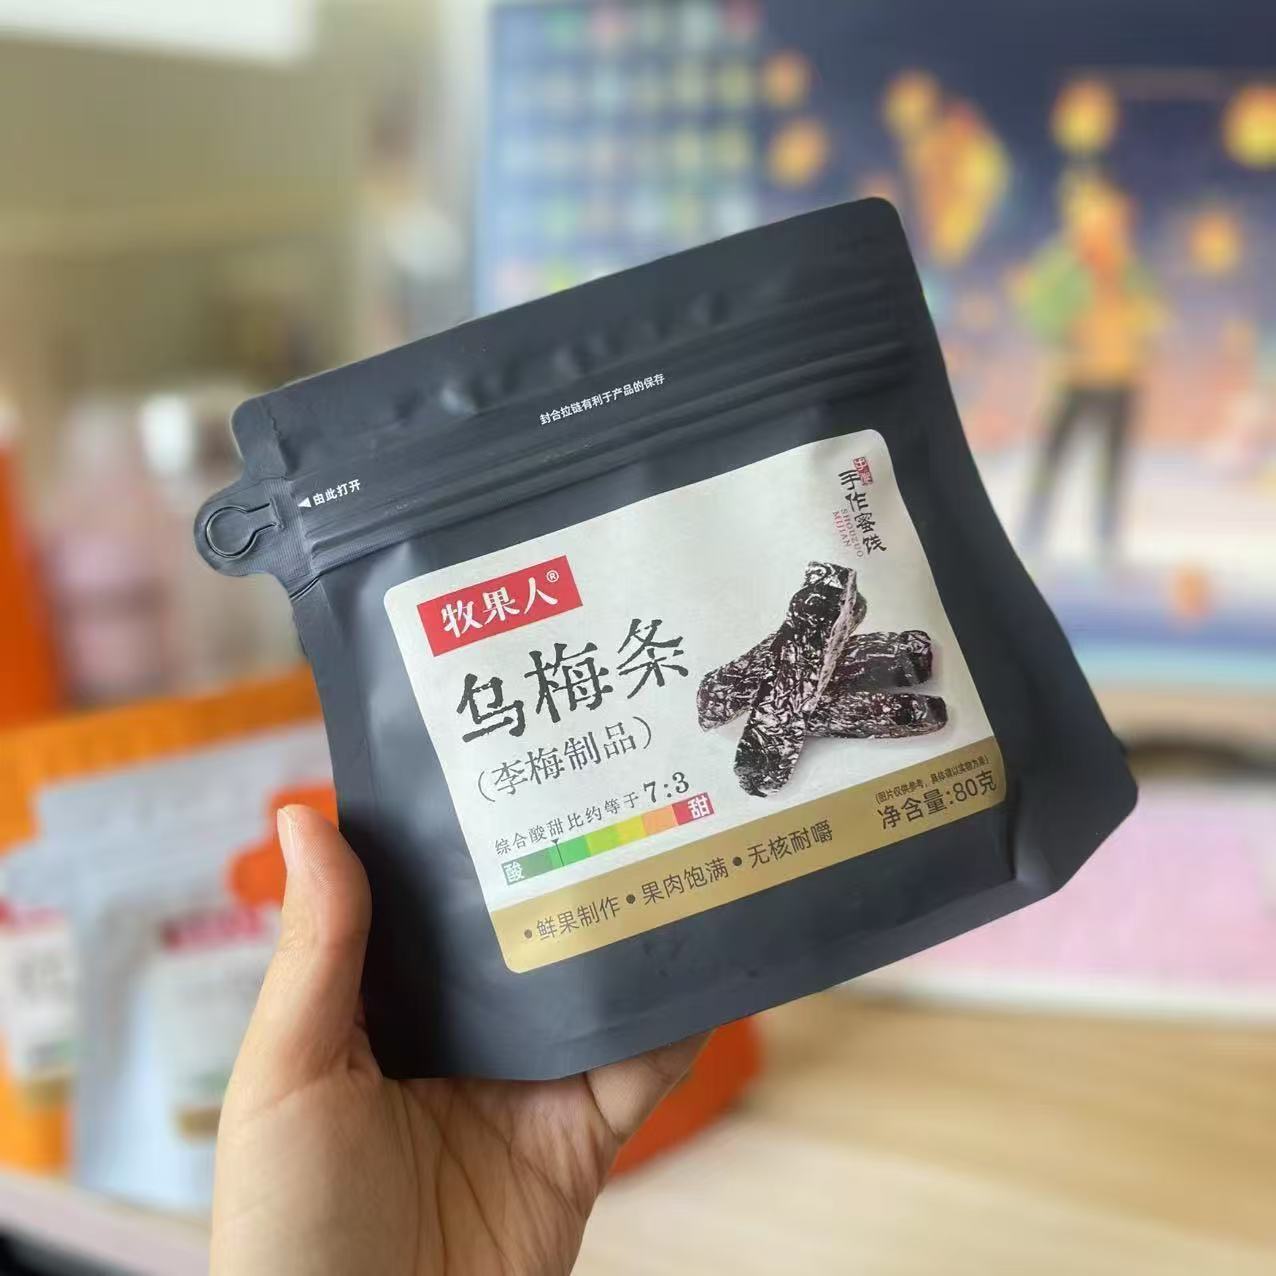 封合拉链有利于产品的保存
◀由此打开
手作蜜饯
SHOUZUO
MIJIAN
牧果人®
乌梅条
(李梅制品)
综合酸甜比约等于7:3
酸 甜
(图片仅供参考，具体请以实物为准)
净含量:80克
•鲜果制作•果肉饱满•无核耐嚼